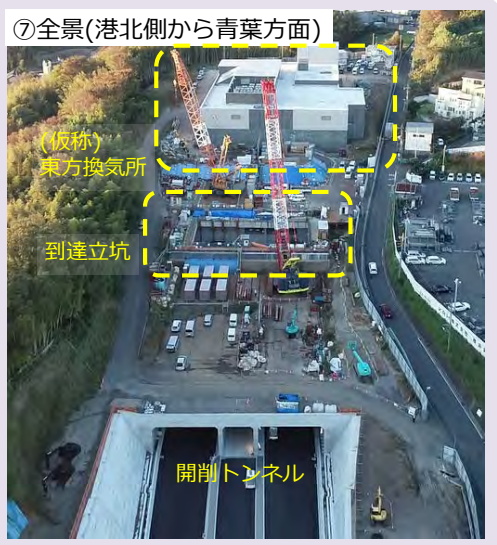 ⑦全景(港北側から青葉方面)
(仮称)
東方換気所
到達立坑
開削トンネル